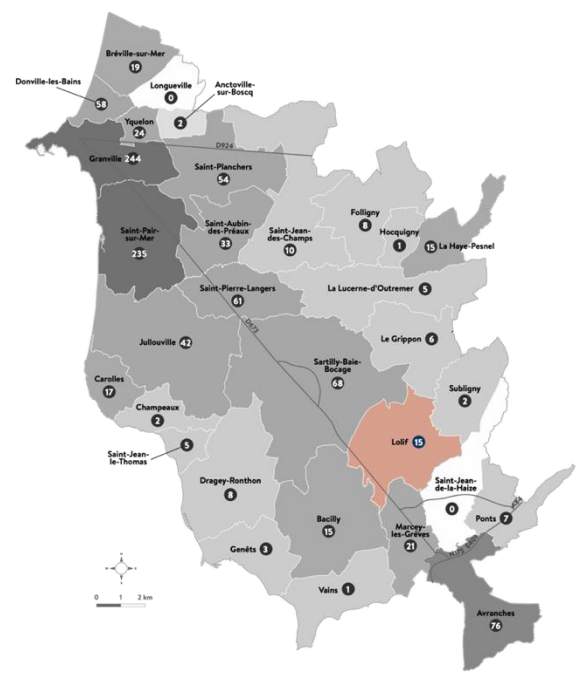 Bréville-sur-Mer
19
Donville-les-Bains
58
Longueville
0
Anctoville-
sur-Boscq
2
Yquelon
24
D924
Granville 244
Saint-Planchers
54
Saint-Pair-
sur-Mer
235
Saint-Aubin-
des-Préaux
33
Saint-Jean-
des-Champs
10
Folligny
8
Hocquigny
1
15 La Haye-Pesnel
Saint-Pierre-Langers
61
La Lucerne-d'Outremer 5
D973
Jullouville 42
Le Grippon 6
Sartilly-Baie-
Bocage
68
Carolles
17
Champeaux
2
Subligny
2
Saint-Jean-
le-Thomas
5
Lolif 15
Dragey-Ronthon
8
Saint-Jean-
de-la-Haize
0
Bacilly
15
Marcey-
les-Grèves
21
Ponts 7
A84
N175 E401
Genêts 3
Vains 1
0 1 2 km
Avranches
76